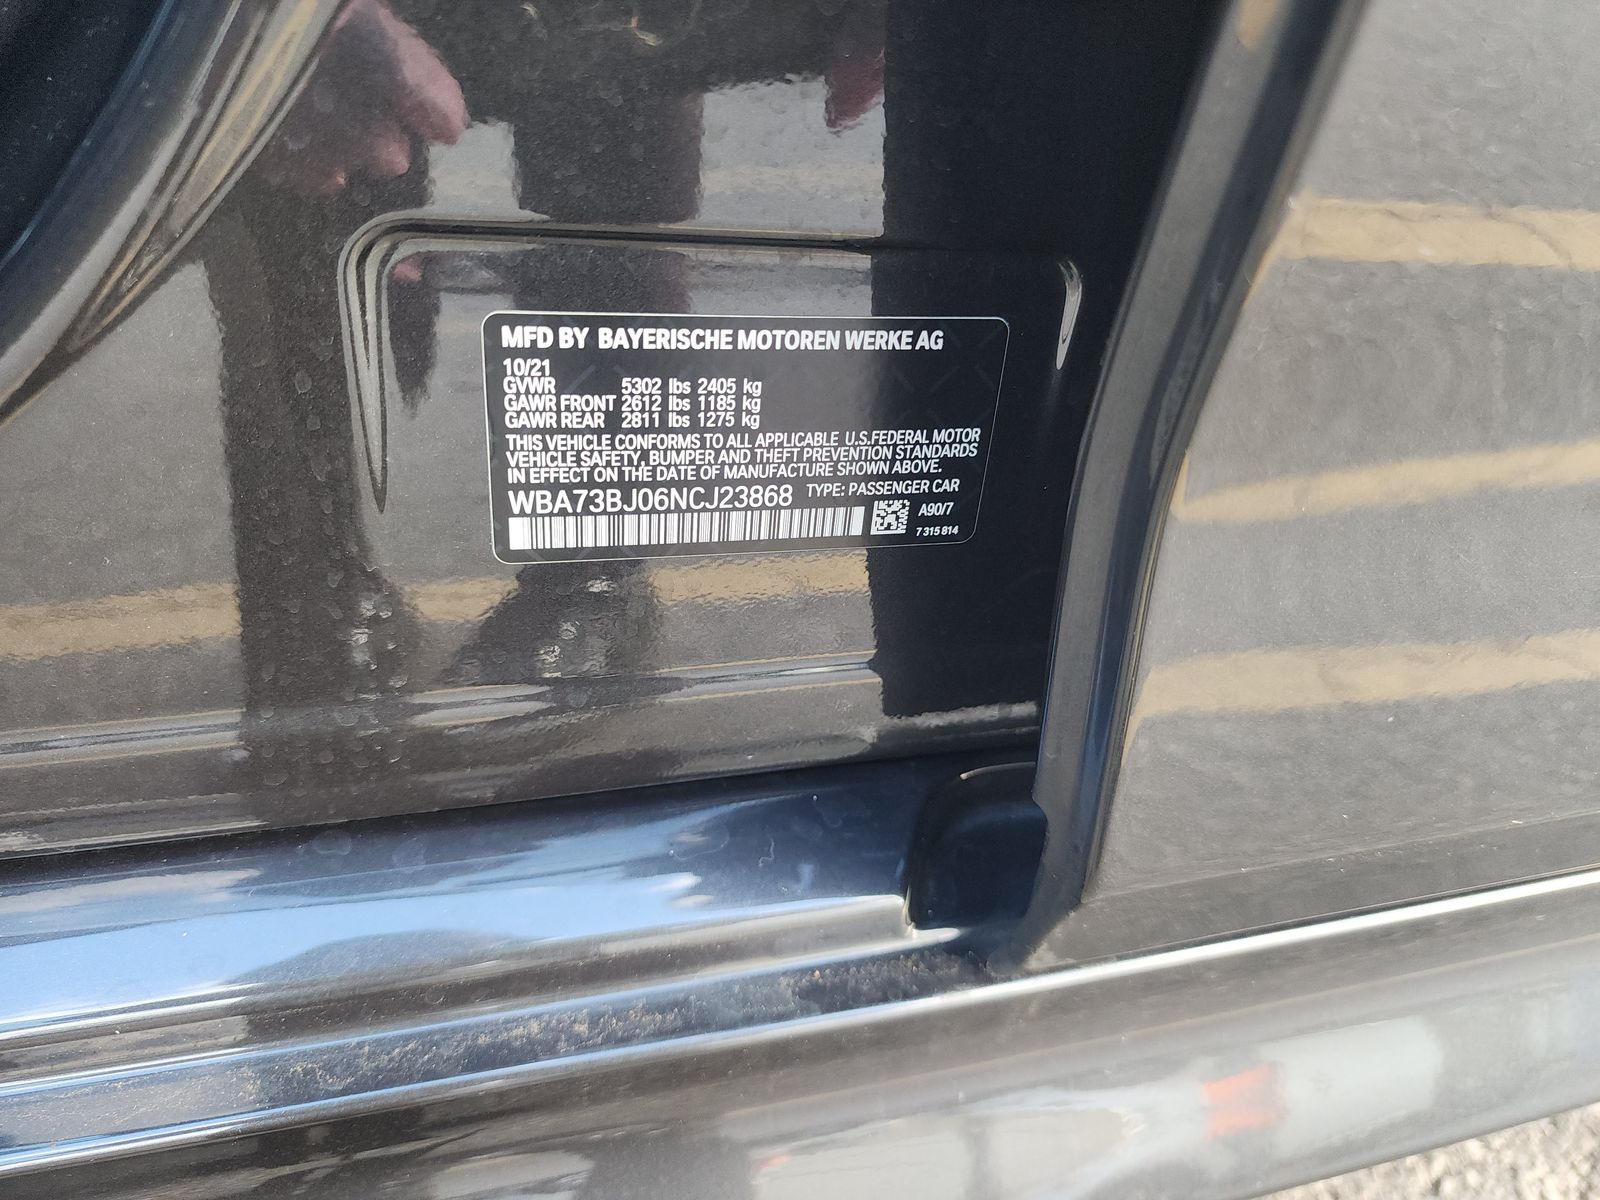 MFD BY BAYERISCHE MOTOREN WERKE AG
10/21
GVWR 5302 lbs 2405 kg
GAWR FRONT 2612 lbs 1185 kg
GAWR REAR 2811 lbs 1275 kg
THIS VEHICLE CONFORMS TO ALL APPLICABLE U.S.FEDERAL MOTOR
VEHICLE SAFETY, BUMPER AND THEFT PREVENTION STANDARDS
IN EFFECT ON THE DATE OF MANUFACTURE SHOWN ABOVE.
WBA73BJ06NCJ23868 TYPE: PASSENGER CAR
A90/7
7 315 814